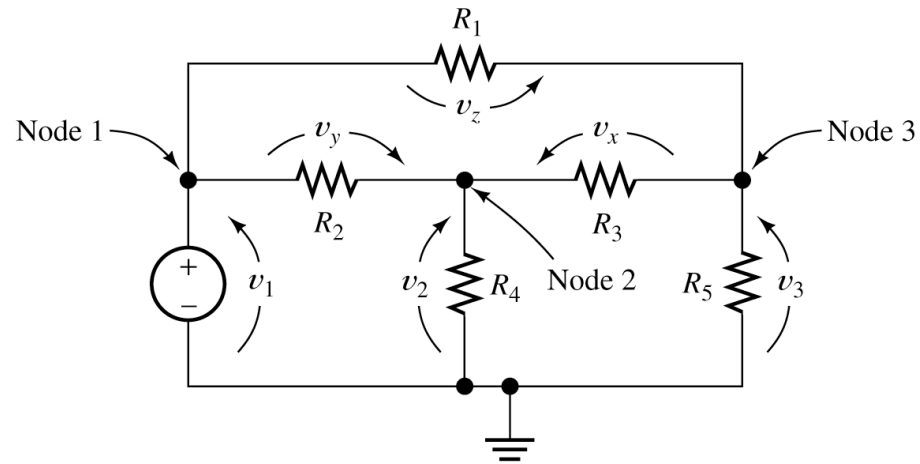 R1
vz
Node 1
vy
vx
Node 3
R2
R3
+
−
v1
v2
R4
Node 2
R5
v3